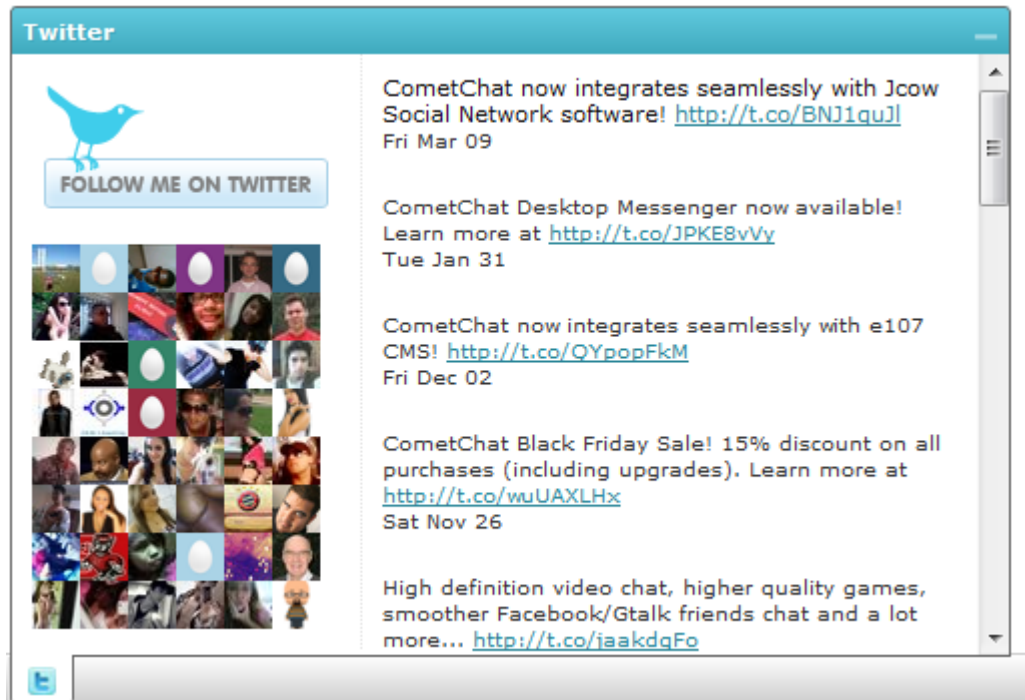 Twitter
FOLLOW ME ON TWITTER
CometChat now integrates seamlessly with Jcow
Social Network software! http://t.co/BNJ1quJl
Fri Mar 09
CometChat Desktop Messenger now available!
Learn more at http://t.co/JPKE8vVy
Tue Jan 31
CometChat now integrates seamlessly with e107
CMS! http://t.co/QYpopFkM
Fri Dec 02
CometChat Black Friday Sale! 15% discount on all
purchases (including upgrades). Learn more at
http://t.co/wuUAXLHx
Sat Nov 26
High definition video chat, higher quality games,
smoother Facebook/Gtalk friends chat and a lot
more... http://t.co/jaakdqFo